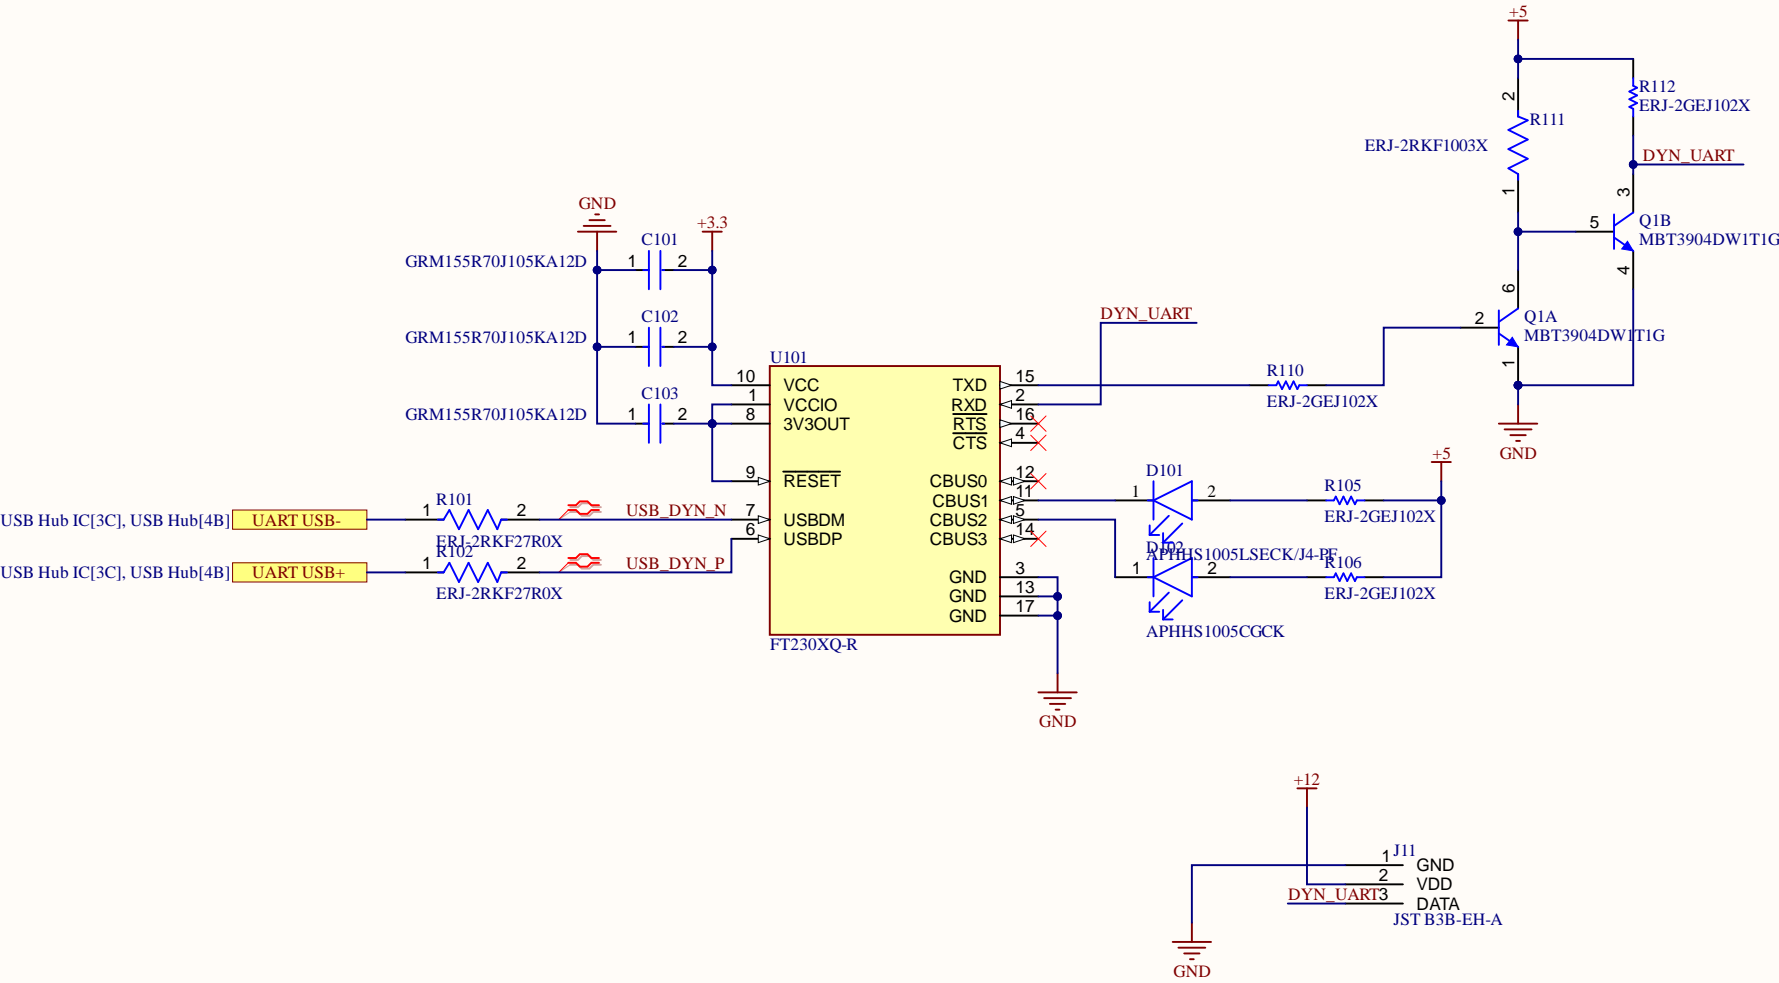 +5
2
R112
ERJ-2GEJ102X
R111
ERJ-2RKF1003X
DYN_UART
1
3
GND
+3.3
5
Q1B
MBT3904DW1T1G
C101
GRM155R70J105KA12D
1
2
4
6
C102
GRM155R70J105KA12D
1
2
DYN_UART
2
Q1A
MBT3904DW1T1G
1
U101
C103
GRM155R70J105KA12D
1
2
10 VCC
1 VCCIO
8 3V3OUT
9 RESET
7 USBDM
6 USBDP
TXD 15
RXD 2
RTS 16
CTS 4
CBUS0 12
CBUS1 11
CBUS2 5
CBUS3 14
GND 3
GND 13
GND 17
FT230XQ-R
R110
ERJ-2GEJ102X
GND
+5
D101
1
2
R105
ERJ-2GEJ102X
APHHS1005LSECK/J4-PF
D102
1
2
R106
ERJ-2GEJ102X
APHHS1005CGCK
USB Hub IC[3C], USB Hub[4B] UART USB-
1
R101
2
USB_DYN_N
ERJ-2RKF27R0X
R102
USB Hub IC[3C], USB Hub[4B] UART USB+
1
2
USB_DYN_P
ERJ-2RKF27R0X
GND
+12
J11
1 GND
2 VDD
DYN_UART 3 DATA
JST B3B-EH-A
GND